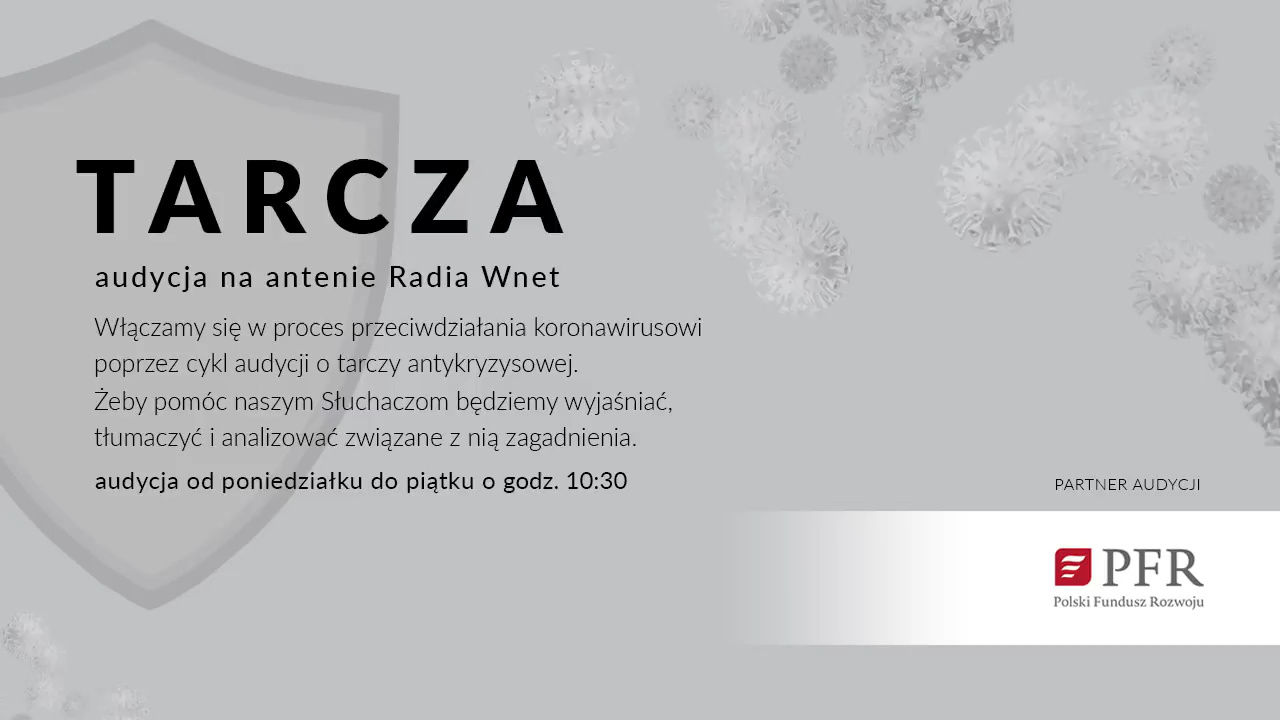 TARCZA
audycja na antenie Radia Wnet
Włączamy się w proces przeciwdziałania koronawirusowi
poprzez cykl audycji o tarczy antykryzysowej.
Żeby pomóc naszym Słuchaczom będziemy wyjaśniać,
tłumaczyć i analizować związane z nią zagadnienia.
audycja od poniedziałku do piątku o godz. 10:30
PARTNER AUDYCJI
PFR
Polski Fundusz Rozwoju